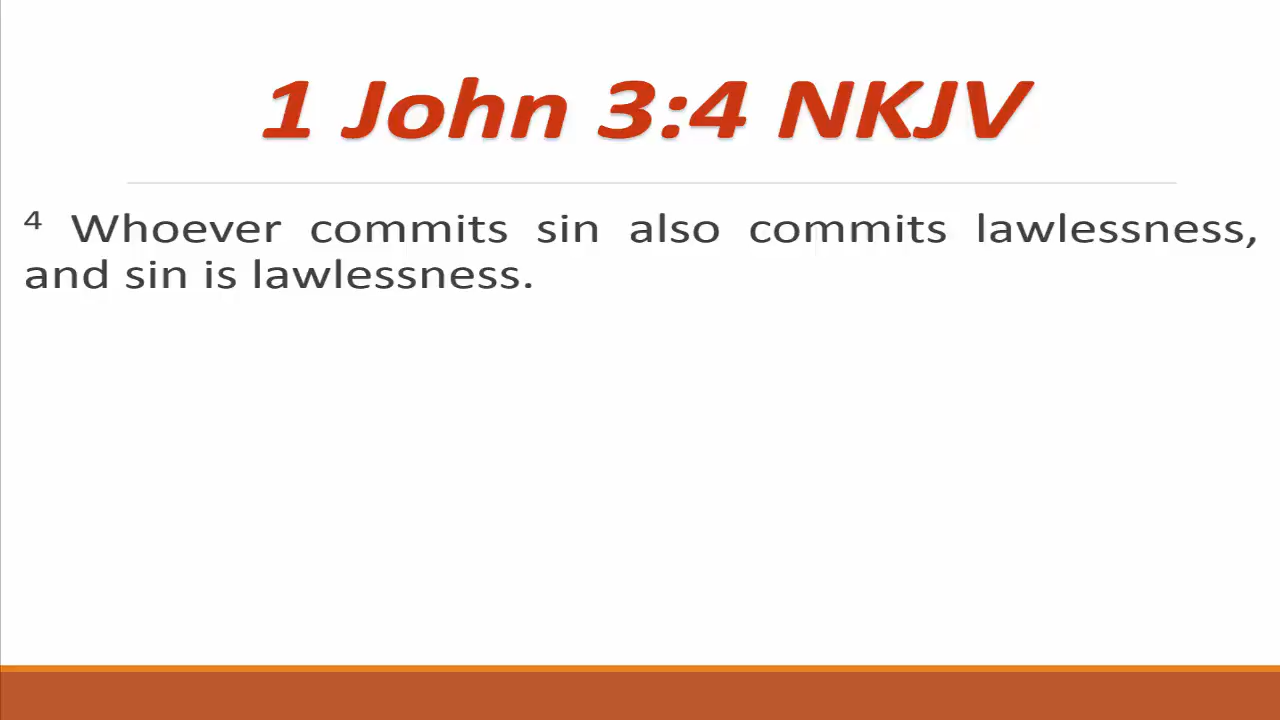 1 John 3:4 NKJV
4 Whoever commits sin also commits lawlessness,
and sin is lawlessness.